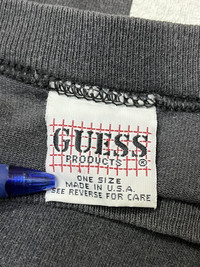 GUESS
PRODUCTS ®
ONE SIZE
MADE IN U.S.A.
SEE REVERSE FOR CARE